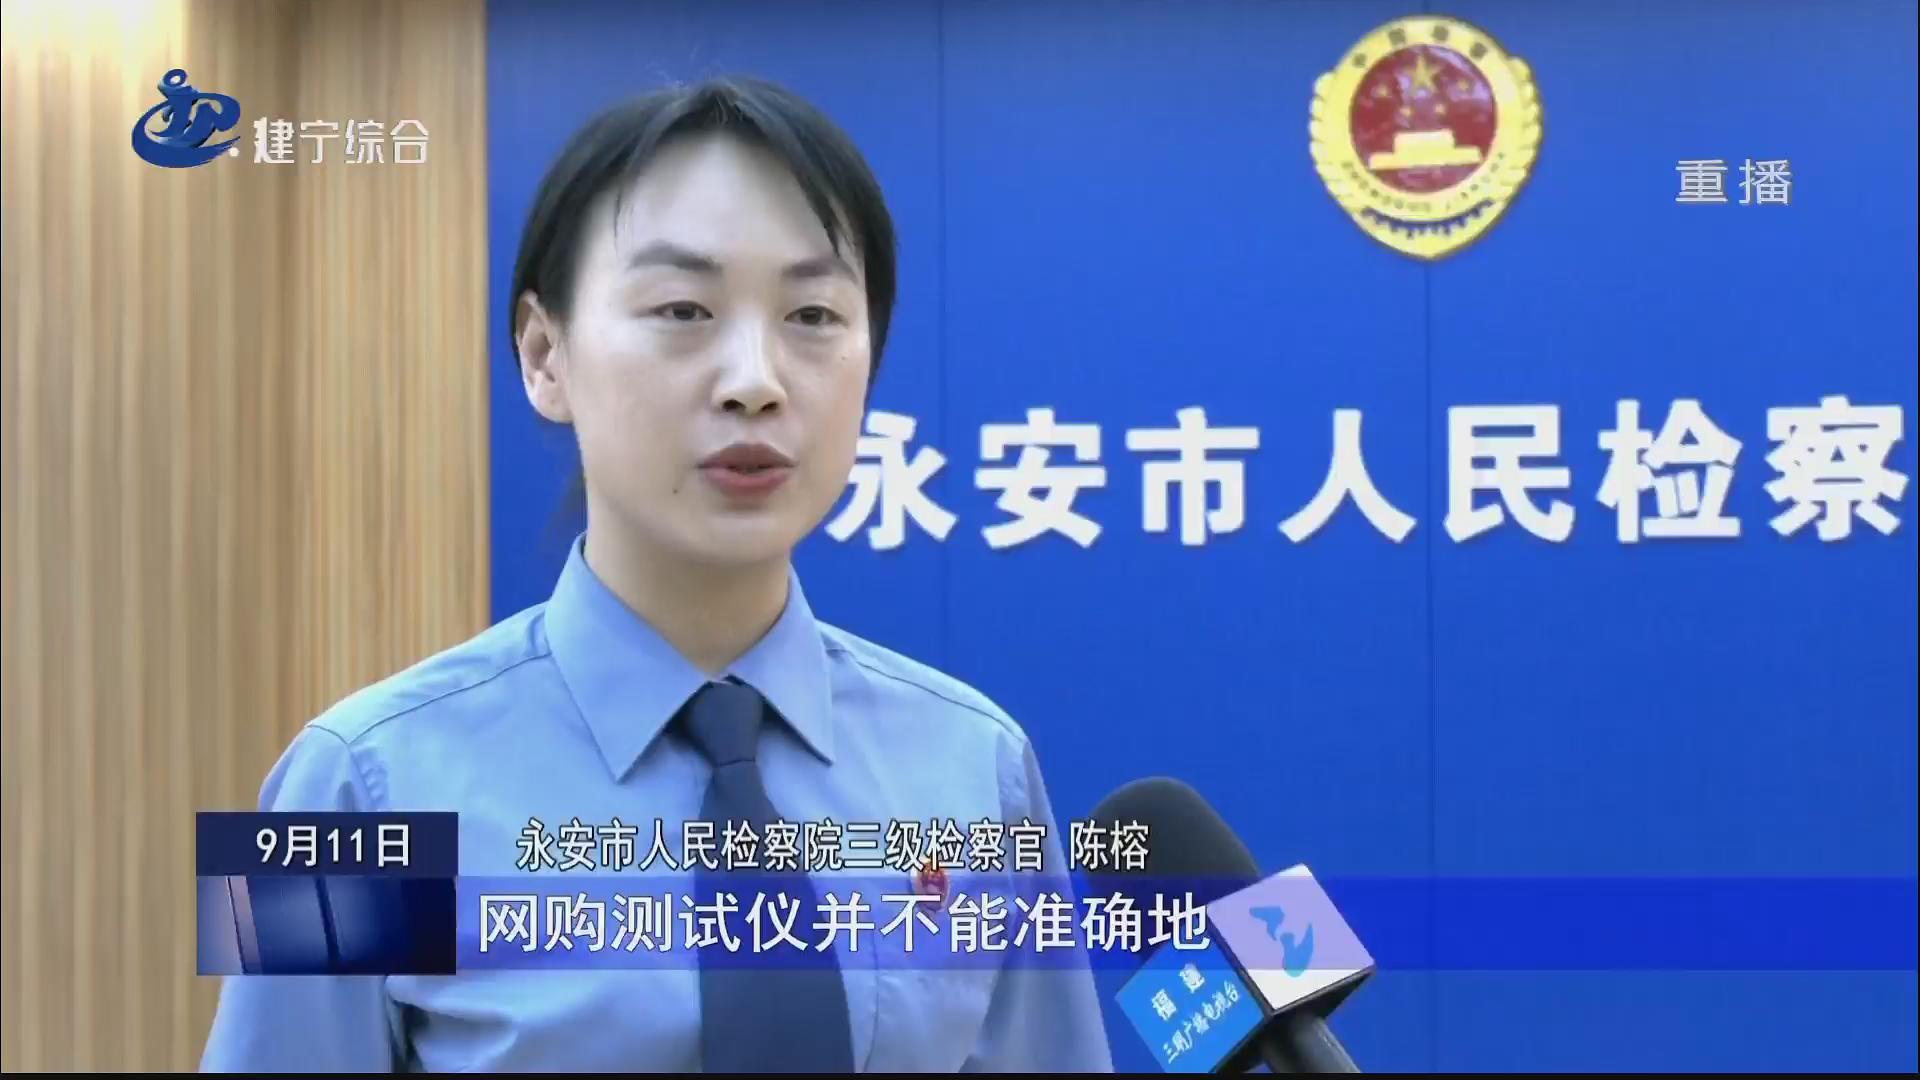 建宁综合
重播
永安市人民检察
9月11日
永安市人民检察院三级检察官 陈榕
网购测试仪并不能准确地
福建
三明广播电视台